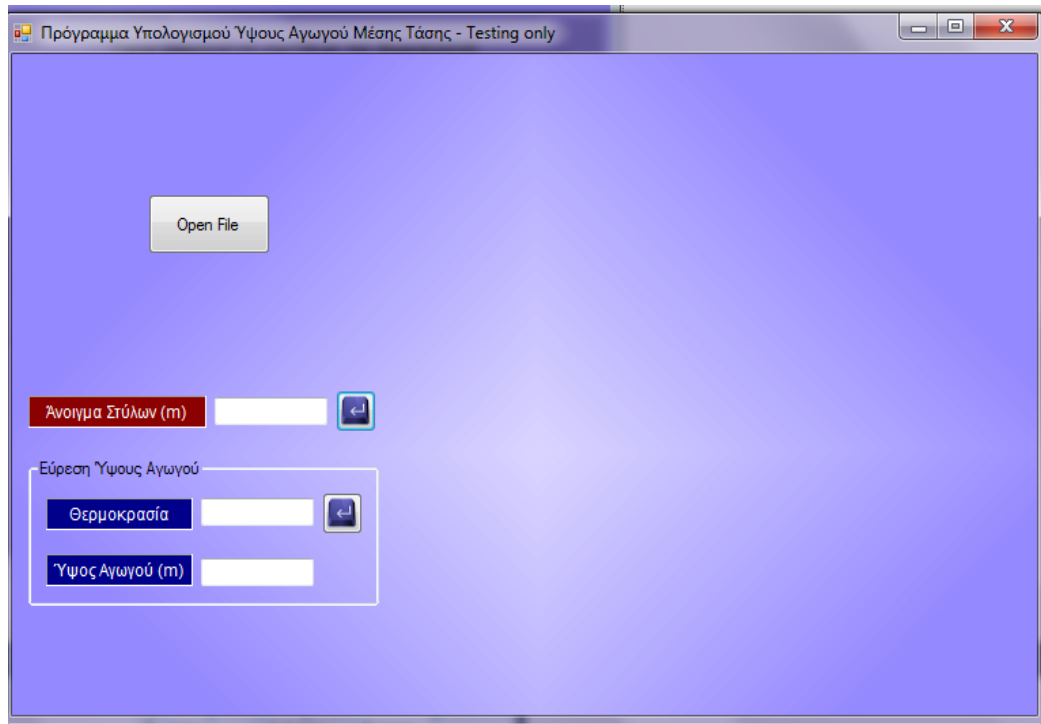 Πρόγραμμα Υπολογισμού Ύψους Αγωγού Μέσης Τάσης - Testing only
Open File
Άνοιγμα Στύλων (m)
Εύρεση Ύψους Αγωγού
Θερμοκρασία
Ύψος Αγωγού (m)